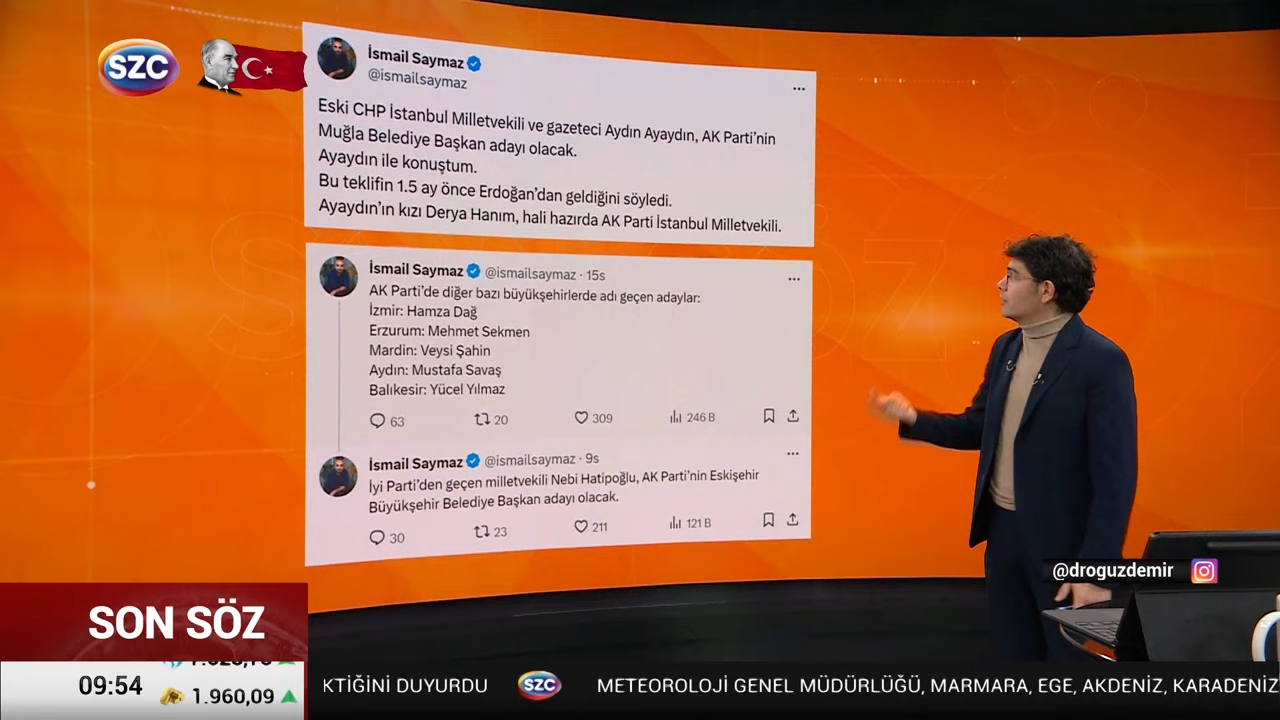 SZC
İsmail Saymaz
@ismailsaymaz
Eski CHP İstanbul Milletvekili ve gazeteci Aydın Ayaydın, AK Parti'nin
Muğla Belediye Başkan adayı olacak.
Ayaydın ile konuştum.
Bu teklifin 1.5 ay önce Erdoğan'dan geldiğini söyledi.
Ayaydın'ın kızı Derya Hanım, hali hazırda AK Parti İstanbul Milletvekili.
İsmail Saymaz @ismailsaymaz · 15s
AK Parti'de diğer bazı büyükşehirlerde adı geçen adaylar:
İzmir: Hamza Dağ
Erzurum: Mehmet Sekmen
Mardin: Veysi Şahin
Aydın: Mustafa Savaş
Balıkesir: Yücel Yılmaz
63 20 309 246 B
İsmail Saymaz @ismailsaymaz · 9s
İyi Parti'den geçen milletvekili Nebi Hatipoğlu, AK Parti'nin Eskişehir
Büyükşehir Belediye Başkan adayı olacak.
30 23 211 121 B
@droguzdemir
SON SÖZ
09:54
1.960,09
KTİĞİNİ DUYURDU SZC METEOROLOJİ GENEL MÜDÜRLÜĞÜ, MARMARA, EGE, AKDENİZ, KARADENİZ